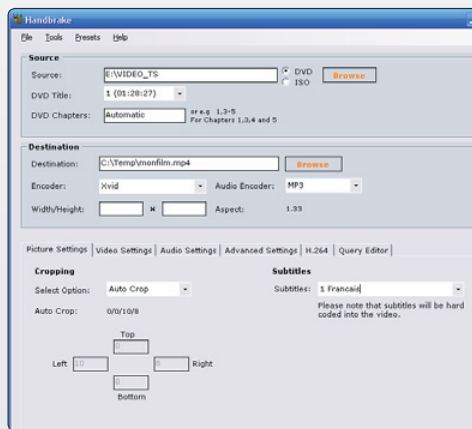 Handbrake
File Tools Presets Help
Source
Source: E:\VIDEO_TS DVD ISO Browse
DVD Title: 1 (01:28:27)
DVD Chapters: Automatic or e.g 1,3-5
For Chapters 1,3,4 and 5
Destination
Destination: C:\Temp\monfilm.mp4 Browse
Encoder: Xvid Audio Encoder: MP3
Width/Height: x Aspect: 1.33
Picture Settings Video Settings Audio Settings Advanced Settings H.264 Query Editor
Cropping Subtitles
Select Option: Auto Crop Subtitles: 1 Francais
Please note that subtitles will be hard
coded into the video.
Auto Crop: 0/0/10/8
Top
0
Left 10 8 Right
0
Bottom